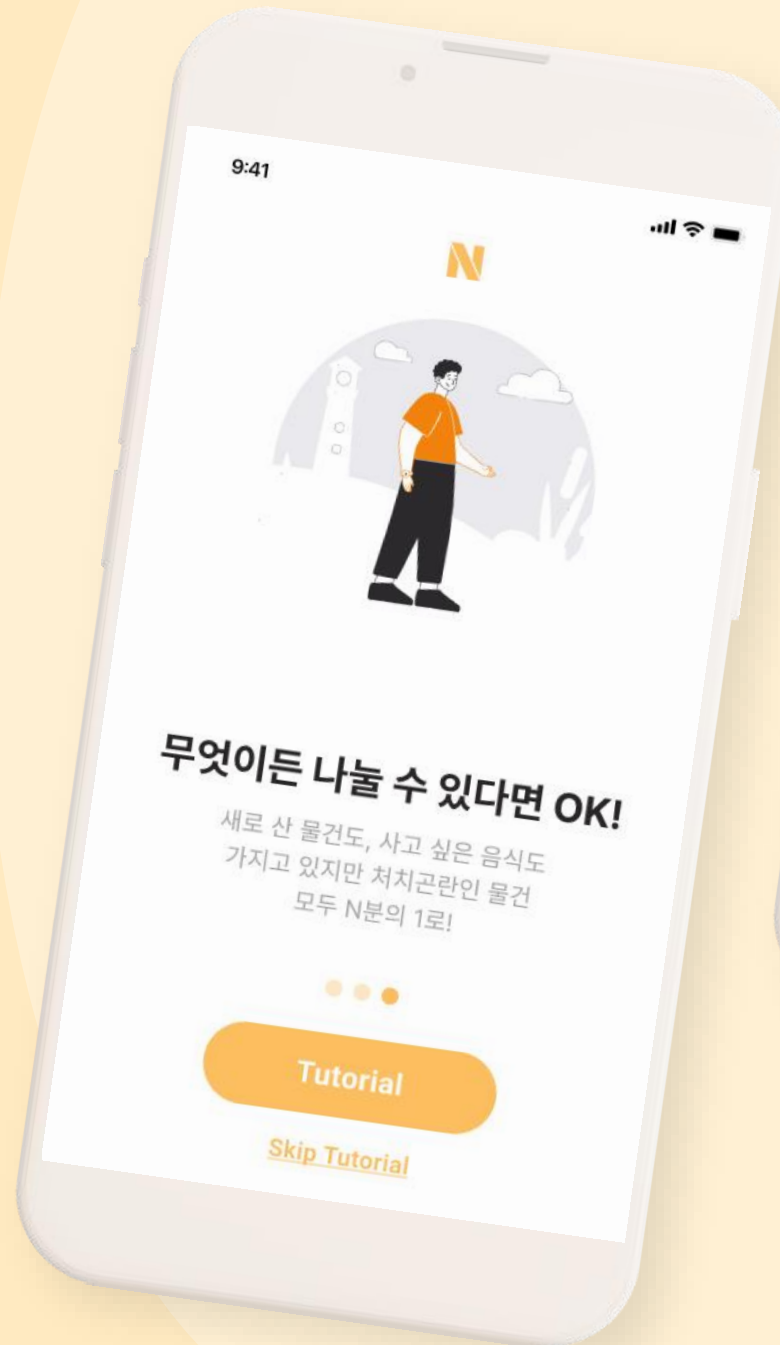 9:41
N
무엇이든 나눌 수 있다면 OK!
새로 산 물건도, 사고 싶은 음식도
가지고 있지만 처치곤란인 물건
모두 N분의 1로!
Tutorial
Skip Tutorial